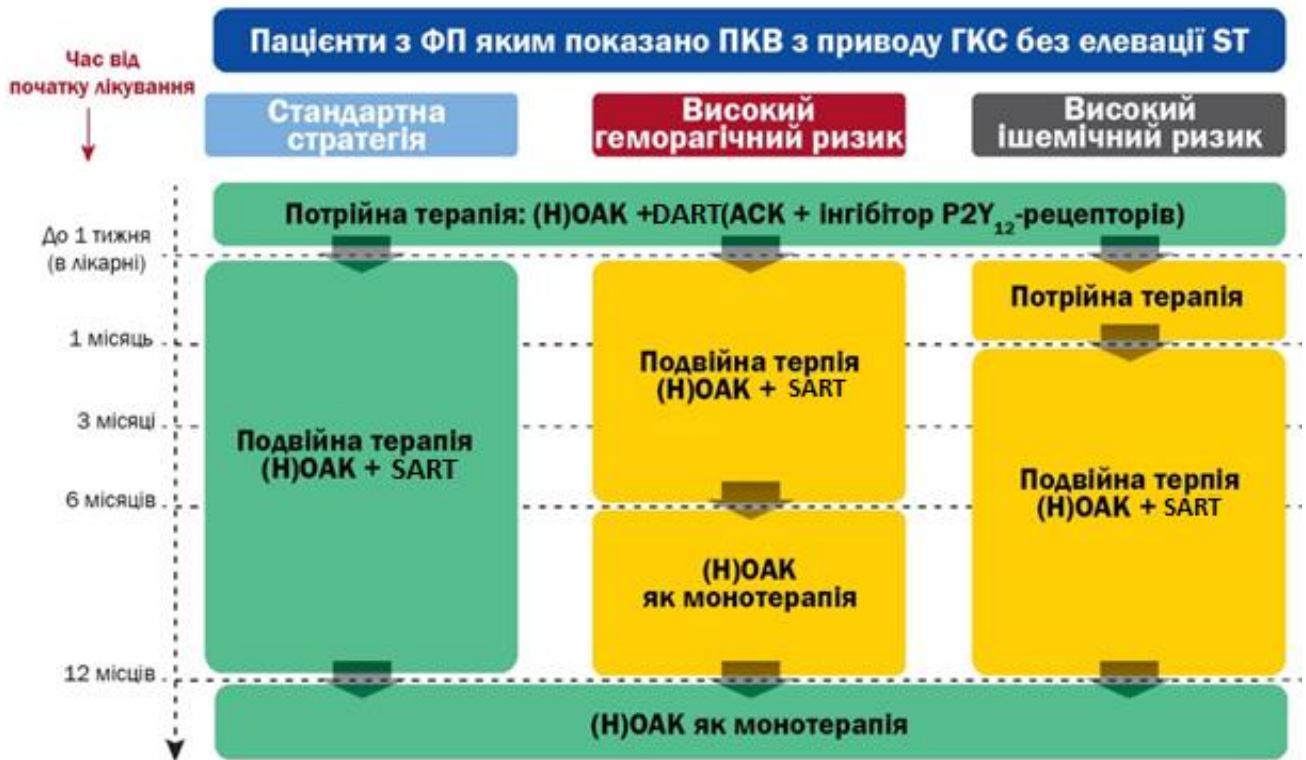 Пацієнти з ФП яким показано ПКВ з приводу ГКС без елевації ST
Час від
початку лікування
Стандартна
стратегія
Високий
геморагічний ризик
Високий
ішемічний ризик
Потрійна терапія: (Н)ОАК +DART(АСК + інгібітор P2Y₁₂-рецепторів)
До 1 тижня
(в лікарні)
Потрійна терапія
1 місяць
Подвійна терпія
(Н)ОАК + SART
3 місяці
Подвійна терапія
(Н)ОАК + SART
Подвійна терпія
(Н)ОАК + SART
6 місяців
(Н)ОАК
як монотерапія
12 місців
(Н)ОАК як монотерапія